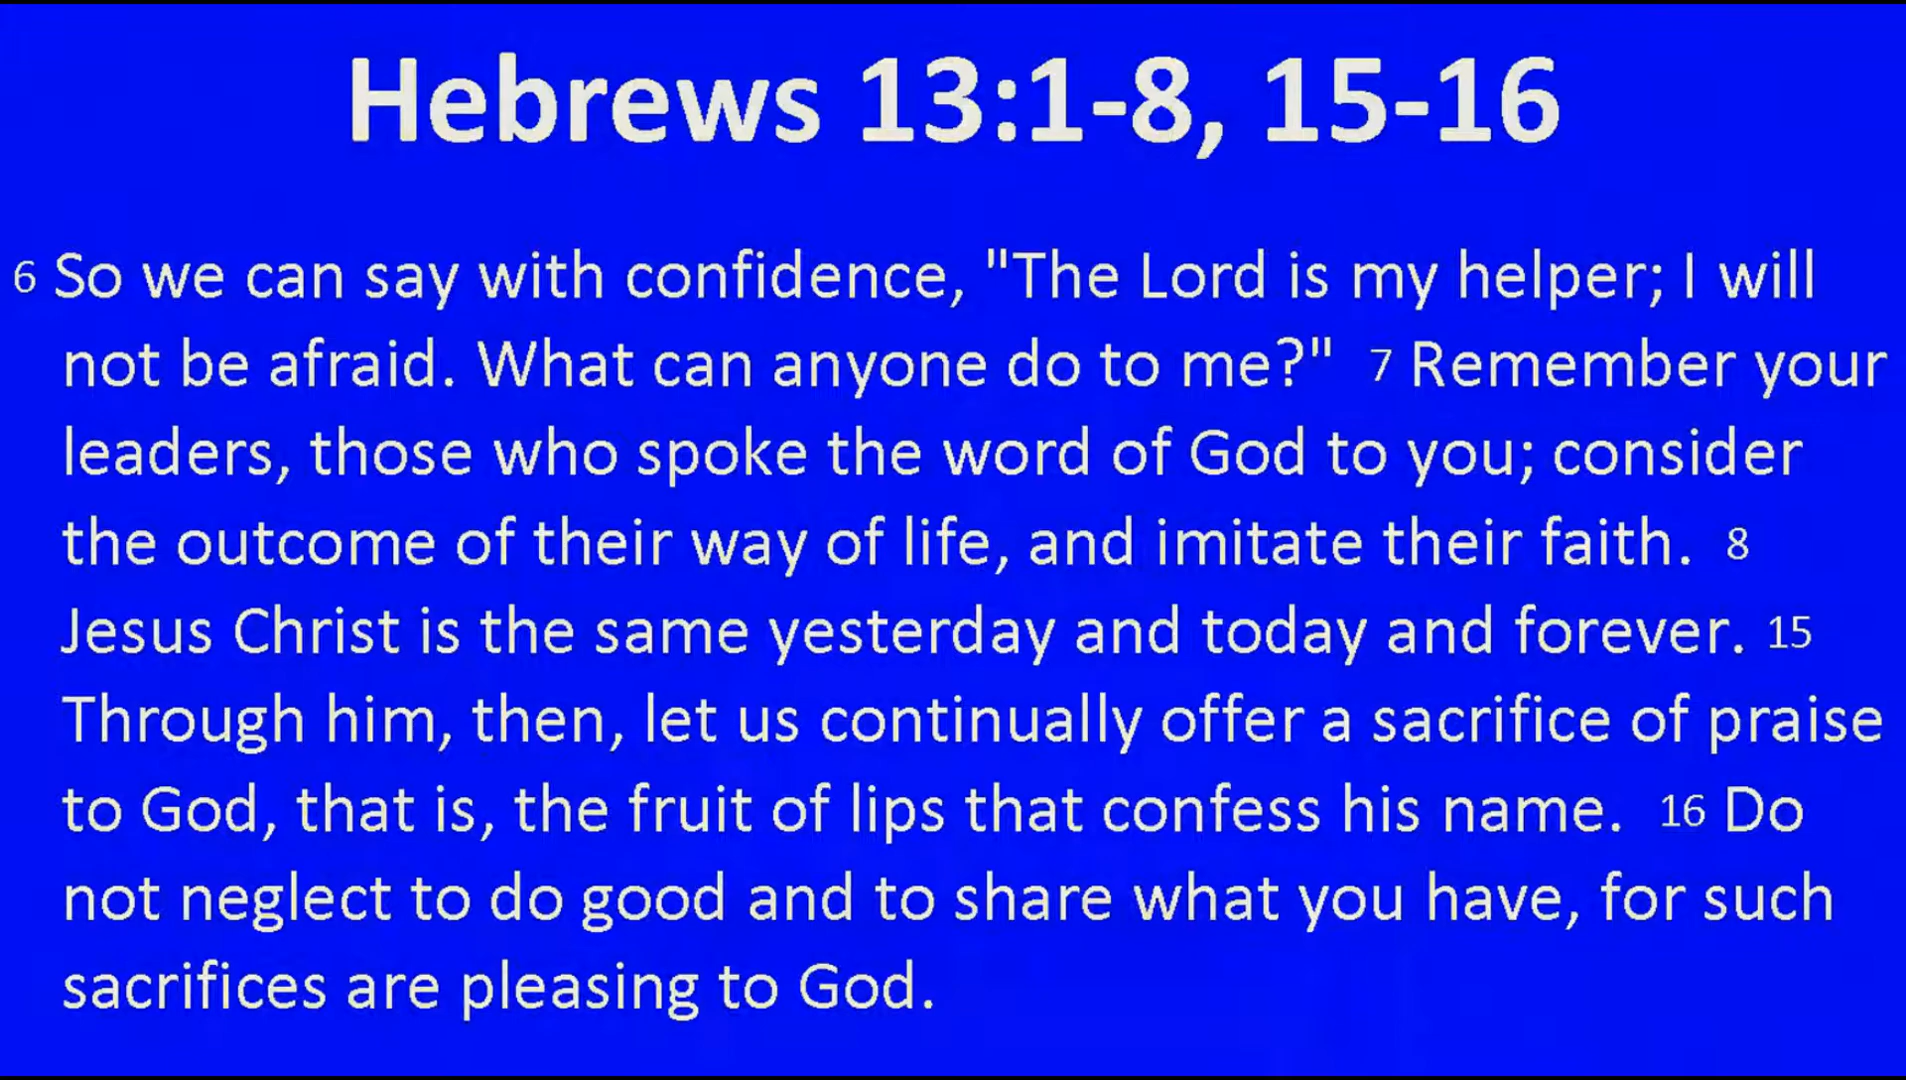 Hebrews 13:1-8, 15-16
6 So we can say with confidence, "The Lord is my helper; I will
not be afraid. What can anyone do to me?" 7 Remember your
leaders, those who spoke the word of God to you; consider
the outcome of their way of life, and imitate their faith. 8
Jesus Christ is the same yesterday and today and forever. 15
Through him, then, let us continually offer a sacrifice of praise
to God, that is, the fruit of lips that confess his name. 16 Do
not neglect to do good and to share what you have, for such
sacrifices are pleasing to God.